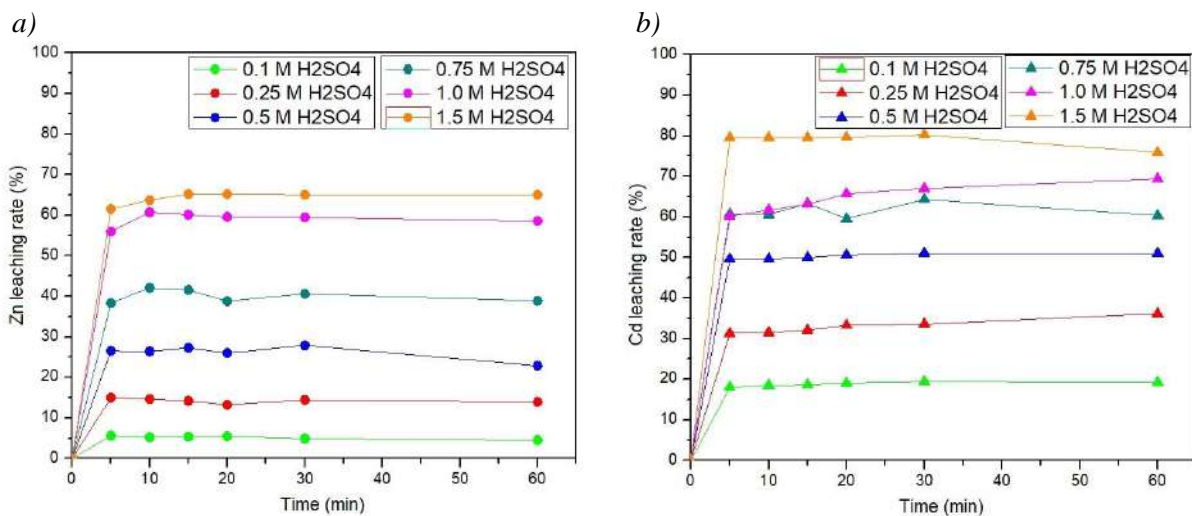 a)
100
90
80
70
60
50
40
30
20
10
0
Zn leaching rate (%)
0.1 M H2SO4
0.25 M H2SO4
0.5 M H2SO4
0.75 M H2SO4
1.0 M H2SO4
1.5 M H2SO4
0 10 20 30 40 50 60
Time (min)
b)
100
90
80
70
60
50
40
30
20
10
0
Cd leaching rate (%)
0.1 M H2SO4
0.25 M H2SO4
0.5 M H2SO4
0.75 M H2SO4
1.0 M H2SO4
1.5 M H2SO4
0 10 20 30 40 50 60
Time (min)